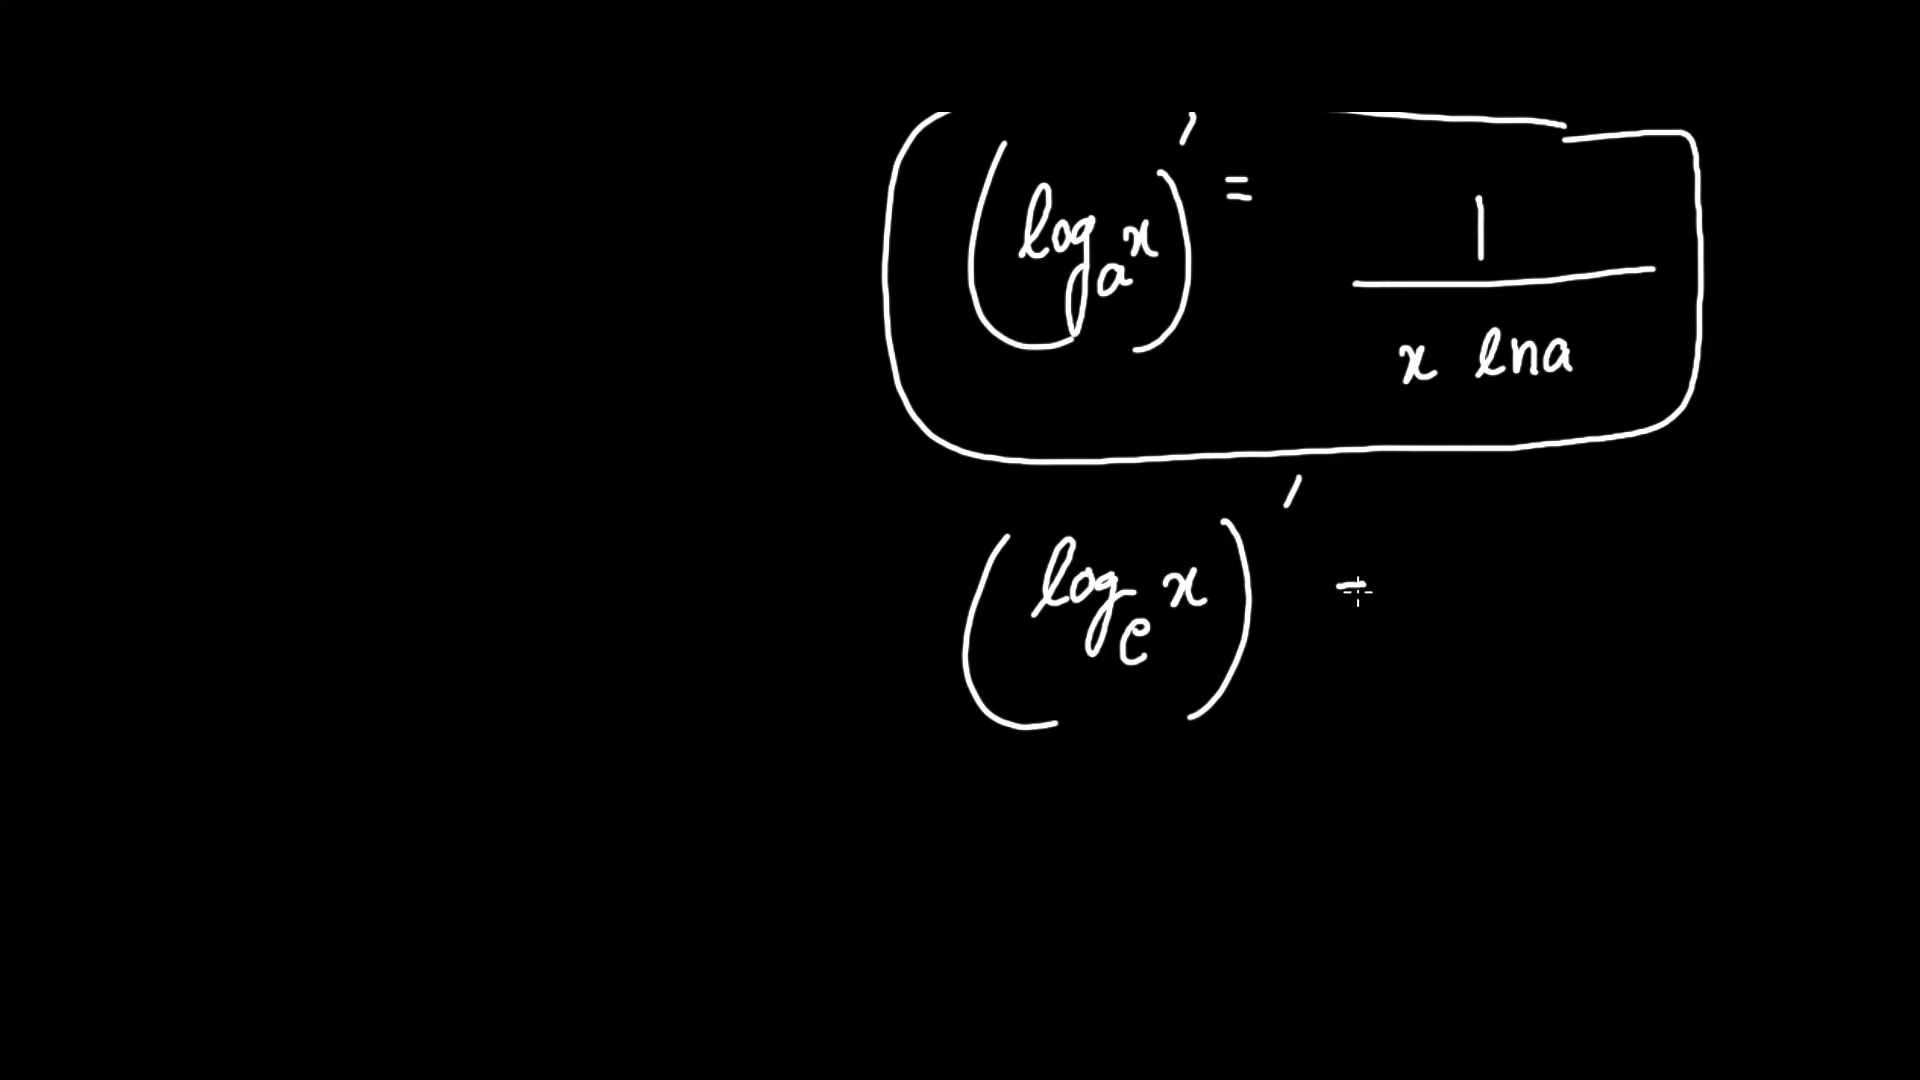 (log_a x)' = 1 / (x ln a)
(log_e x)' =